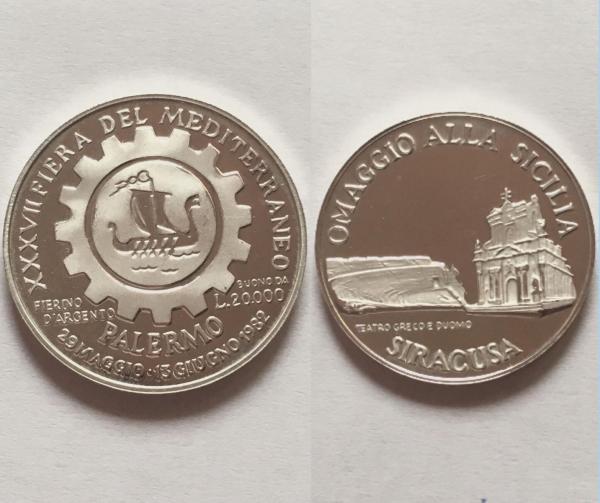 XXXVII FIERA DEL MEDITERRANEO
FIERINO
D'ARGENTO
BUONO DA
L.20.000
PALERMO
29 MAGGIO · 13 GIUGNO 1982
OMAGGIO ALLA SICILIA
TEATRO GRECO E DUOMO
SIRACUSA